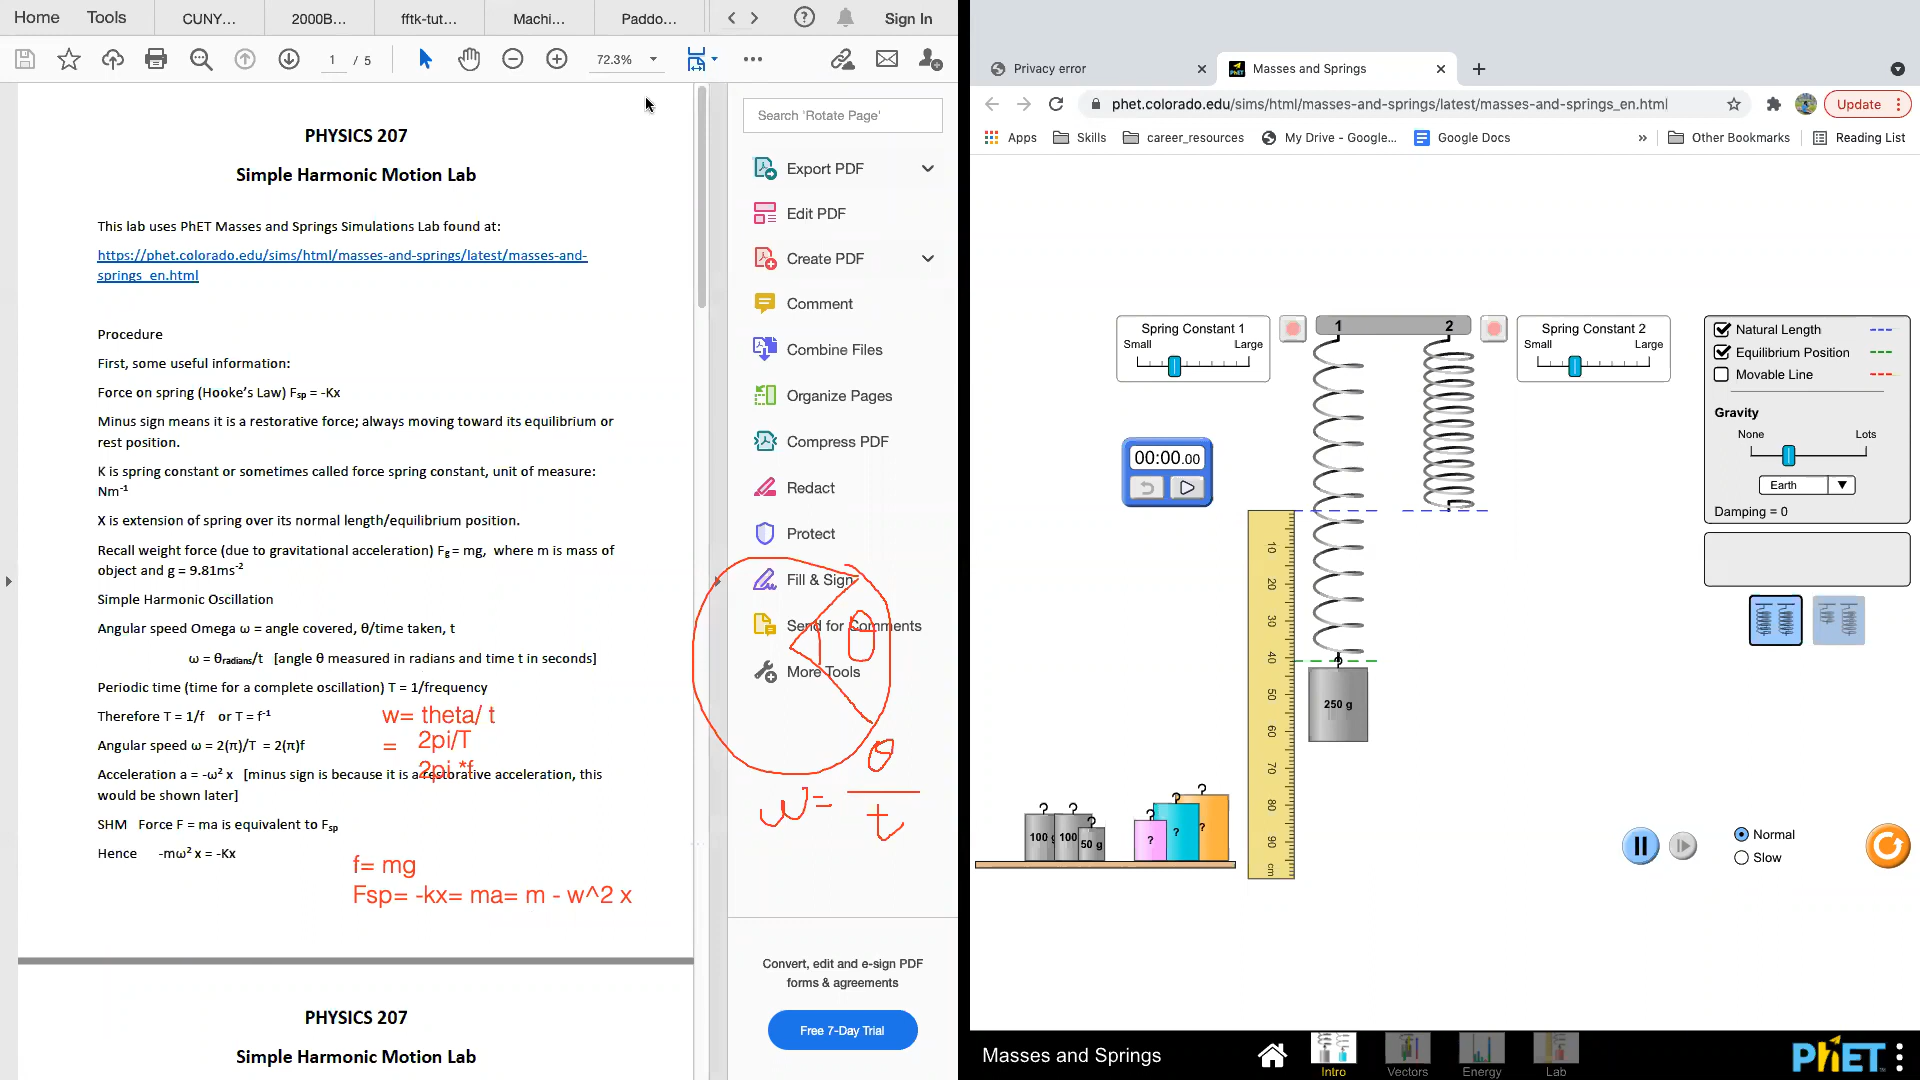 Home Tools CUNY... 2000B... fftk-tut... Machi... Paddo... Sign In
1 / 5 72.3%
PHYSICS 207
Simple Harmonic Motion Lab
This lab uses PhET Masses and Springs Simulations Lab found at:
https://phet.colorado.edu/sims/html/masses-and-springs/latest/masses-and-
springs_en.html
Procedure
First, some useful information:
Force on spring (Hooke's Law) Fsp = -Kx
Minus sign means it is a restorative force; always moving toward its equilibrium or
rest position.
K is spring constant or sometimes called force spring constant, unit of measure:
Nm⁻¹
X is extension of spring over its normal length/equilibrium position.
Recall weight force (due to gravitational acceleration) Fg = mg, where m is mass of
object and g = 9.81ms⁻²
Simple Harmonic Oscillation
Angular speed Omega ω = angle covered, θ/time taken, t
ω = θradians/t [angle θ measured in radians and time t in seconds]
Periodic time (time for a complete oscillation) T = 1/frequency
Therefore T = 1/f or T = f⁻¹
w= theta/ t
Angular speed ω = 2(π)/T = 2(π)f
= 2pi/T
2pi *f
Acceleration a = -ω² x [minus sign is because it is a restorative acceleration, this
would be shown later]
SHM Force F = ma is equivalent to Fsp
Hence -mω² x = -Kx
f= mg
Fsp= -kx= ma= m - w^2 x
PHYSICS 207
Simple Harmonic Motion Lab
Search 'Rotate Page'
Export PDF
Edit PDF
Create PDF
Comment
Combine Files
Organize Pages
Compress PDF
Redact
Protect
Fill & Sign
Send for Comments
More Tools
θ
ω= θ
t
Convert, edit and e-sign PDF
forms & agreements
Free 7-Day Trial
Privacy error
Masses and Springs
phet.colorado.edu/sims/html/masses-and-springs/latest/masses-and-springs_en.html
Update
Apps Skills career_resources My Drive - Google... Google Docs » Other Bookmarks Reading List
Spring Constant 1
Small Large
1 2
Spring Constant 2
Small Large
Natural Length
Equilibrium Position
Movable Line
Gravity
None Lots
Earth
Damping = 0
00:00.00
10
20
30
40
50
60
70
80
90
cm
250 g
100 g
100
50 g
?
?
?
Normal
Slow
Masses and Springs
Intro
Vectors
Energy
Lab
PhET